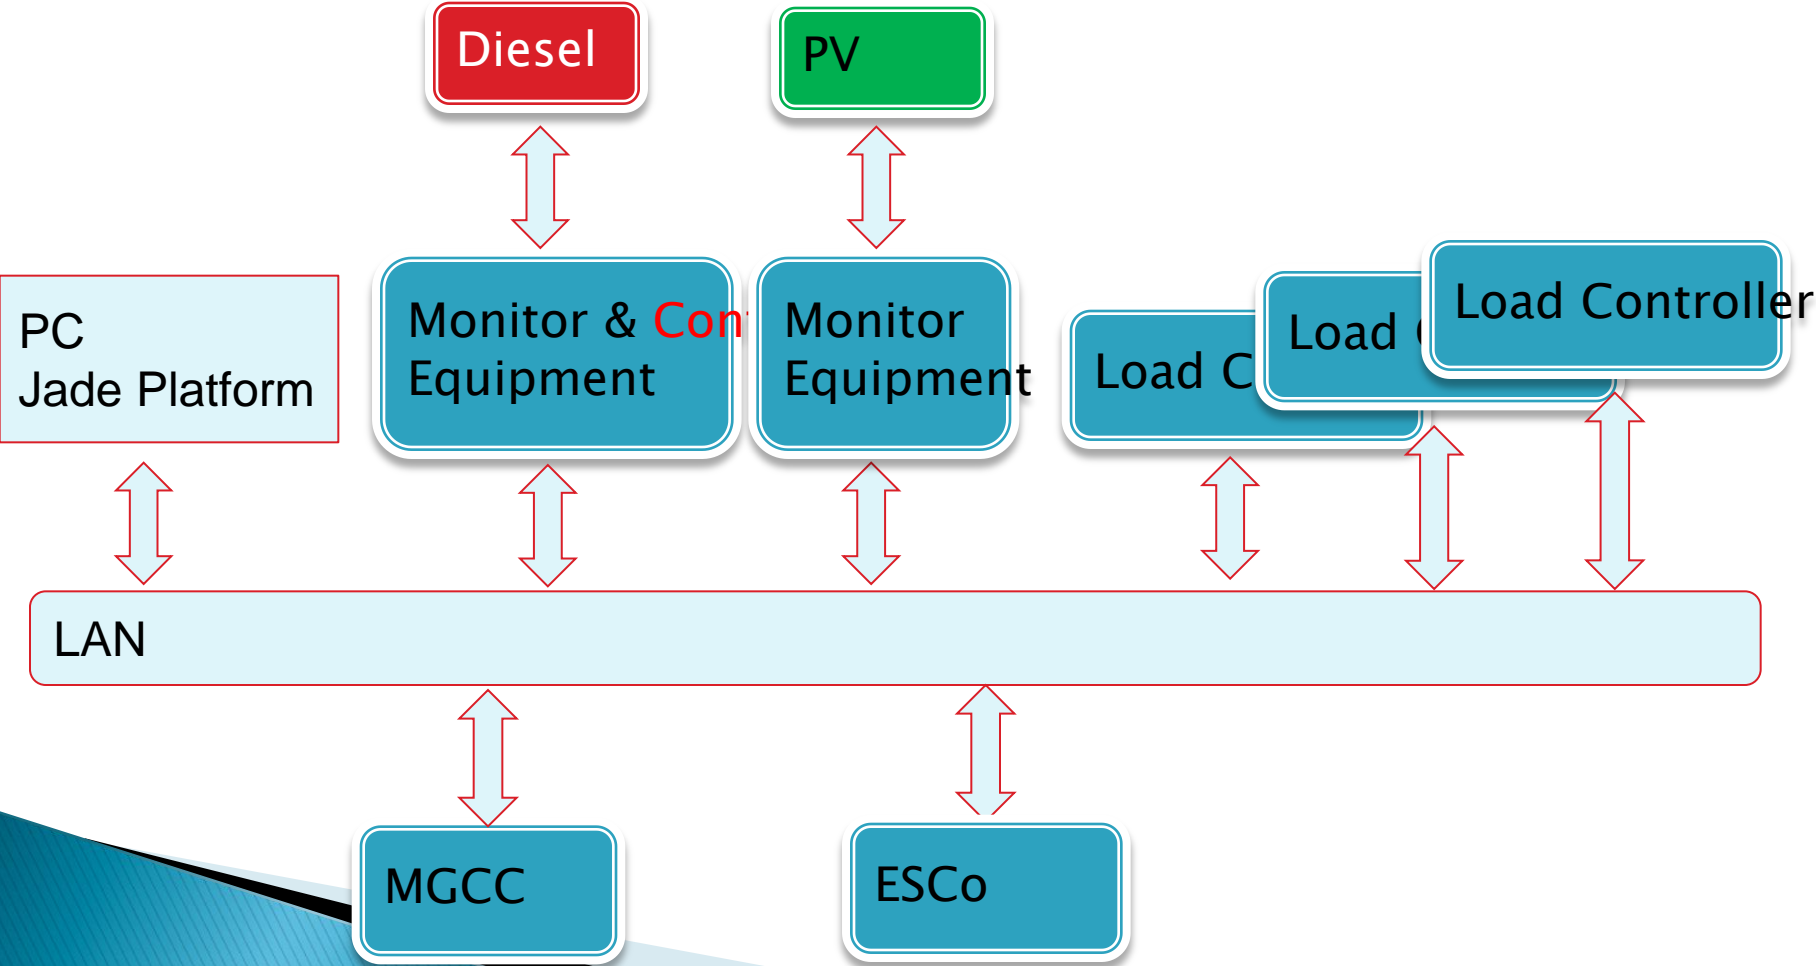 Diesel
PV
PC
Jade Platform
Monitor & Con
Equipment
Monitor
Equipment
Load C
Load
Load Controller
LAN
MGCC
ESCo